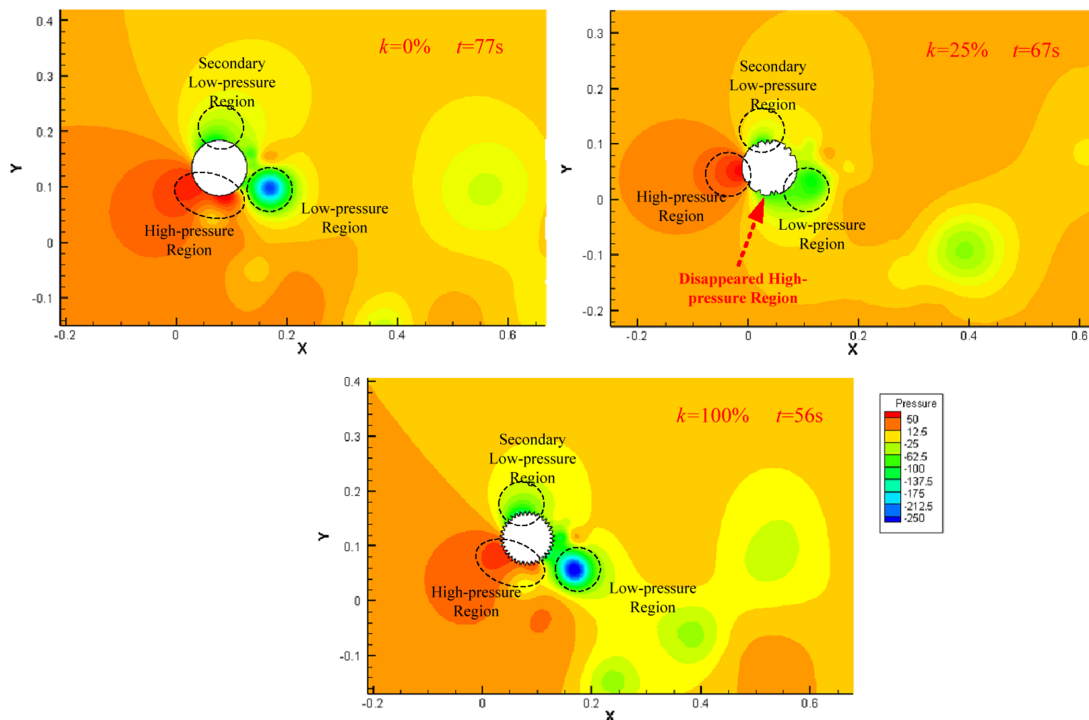 k=0% t=77s
Secondary
Low-pressure
Region
High-pressure
Region
Low-pressure
Region
0.4
0.3
0.2
0.1
0
-0.1
Y
-0.2
0
0.2
0.4
0.6
X
k=25% t=67s
Secondary
Low-pressure
Region
High-pressure
Region
Low-pressure
Region
Disappeared High-
pressure Region
0.3
0.2
0.1
0
-0.1
-0.2
Y
-0.2
0
0.2
0.4
0.6
X
k=100% t=56s
Secondary
Low-pressure
Region
High-pressure
Region
Low-pressure
Region
0.4
0.3
0.2
0.1
0
-0.1
Y
-0.2
0
0.2
0.4
0.6
X
Pressure
50
12.5
-25
-62.5
-100
-137.5
-175
-212.5
-250